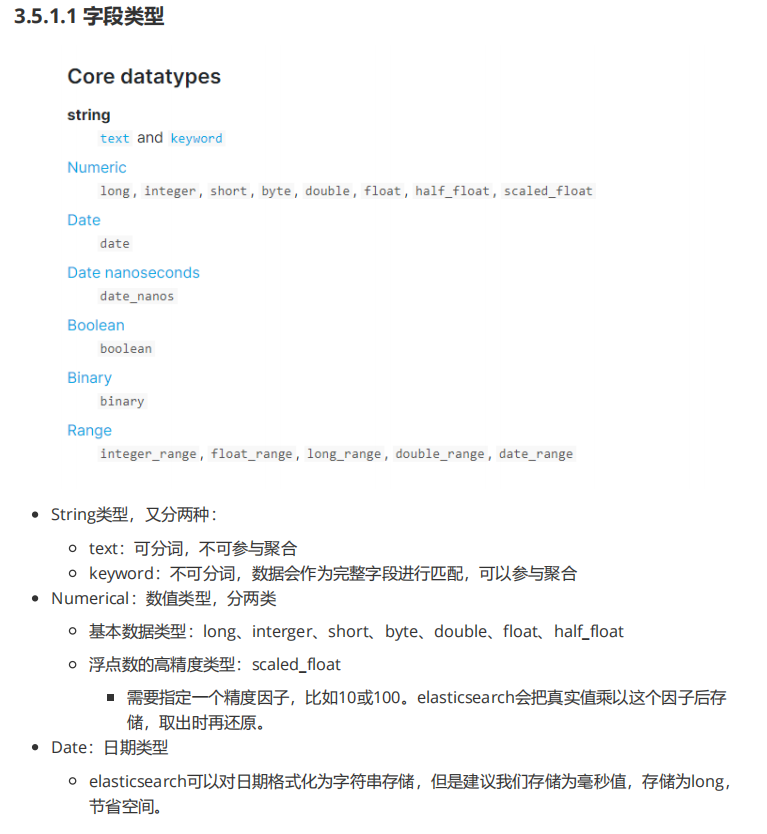 3.5.1.1 字段类型
Core datatypes
string
text and keyword
Numeric
long, integer, short, byte, double, float, half_float, scaled_float
Date
date
Date nanoseconds
date_nanos
Boolean
boolean
Binary
binary
Range
integer_range, float_range, long_range, double_range, date_range
String类型，又分两种：
text：可分词，不可参与聚合
keyword：不可分词，数据会作为完整字段进行匹配，可以参与聚合
Numerical：数值类型，分两类
基本数据类型：long、interger、short、byte、double、float、half_float
浮点数的高精度类型：scaled_float
需要指定一个精度因子，比如10或100。elasticsearch会把真实值乘以这个因子后存
储，取出时再还原。
Date：日期类型
elasticsearch可以对日期格式化为字符串存储，但是建议我们存储为毫秒值，存储为long，
节省空间。